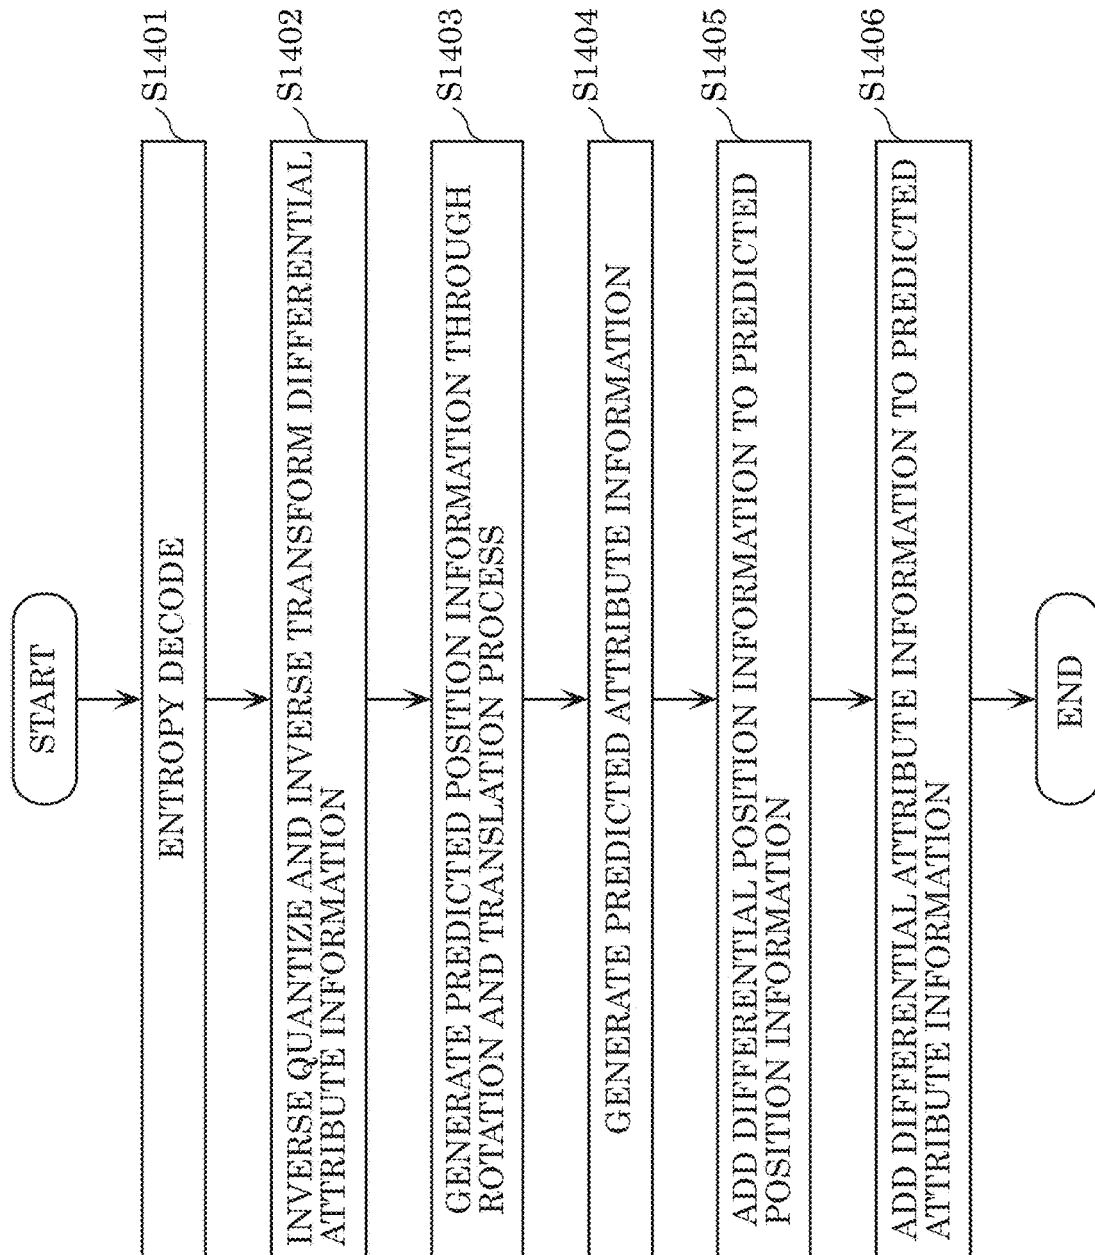 START
ENTROPY DECODE
S1401
INVERSE QUANTIZE AND INVERSE TRANSFORM DIFFERENTIAL
ATTRIBUTE INFORMATION
S1402
GENERATE PREDICTED POSITION INFORMATION THROUGH
ROTATION AND TRANSLATION PROCESS
S1403
GENERATE PREDICTED ATTRIBUTE INFORMATION
S1404
ADD DIFFERENTIAL POSITION INFORMATION TO PREDICTED
POSITION INFORMATION
S1405
ADD DIFFERENTIAL ATTRIBUTE INFORMATION TO PREDICTED
ATTRIBUTE INFORMATION
S1406
END